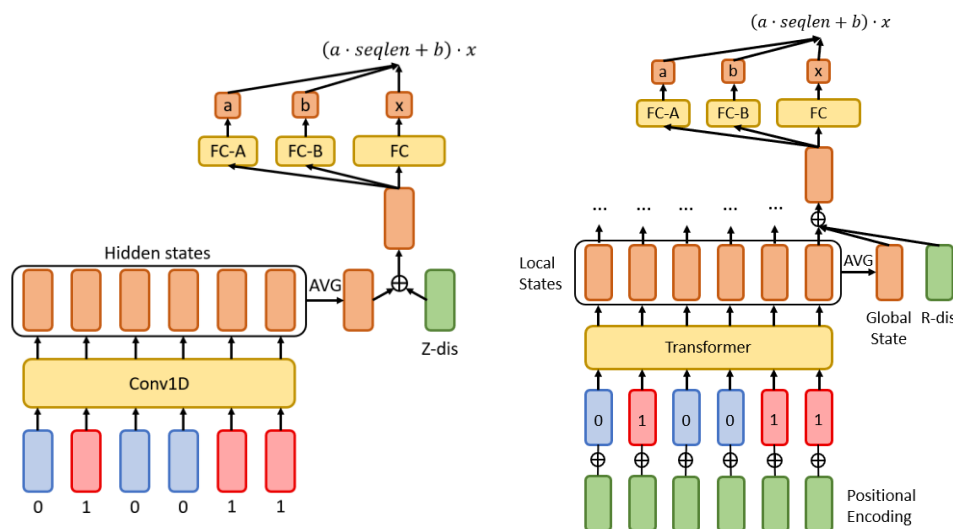 (a · seqlen + b) · x
a
b
x
FC-A
FC-B
FC
Hidden states
AVG
Z-dis
Conv1D
0
1
0
0
1
1
(a · seqlen + b) · x
a
b
x
FC-A
FC-B
FC
... ... ... ... ...
Local
States
AVG
Global
State
R-dis
Transformer
0
1
0
0
1
1
Positional
Encoding